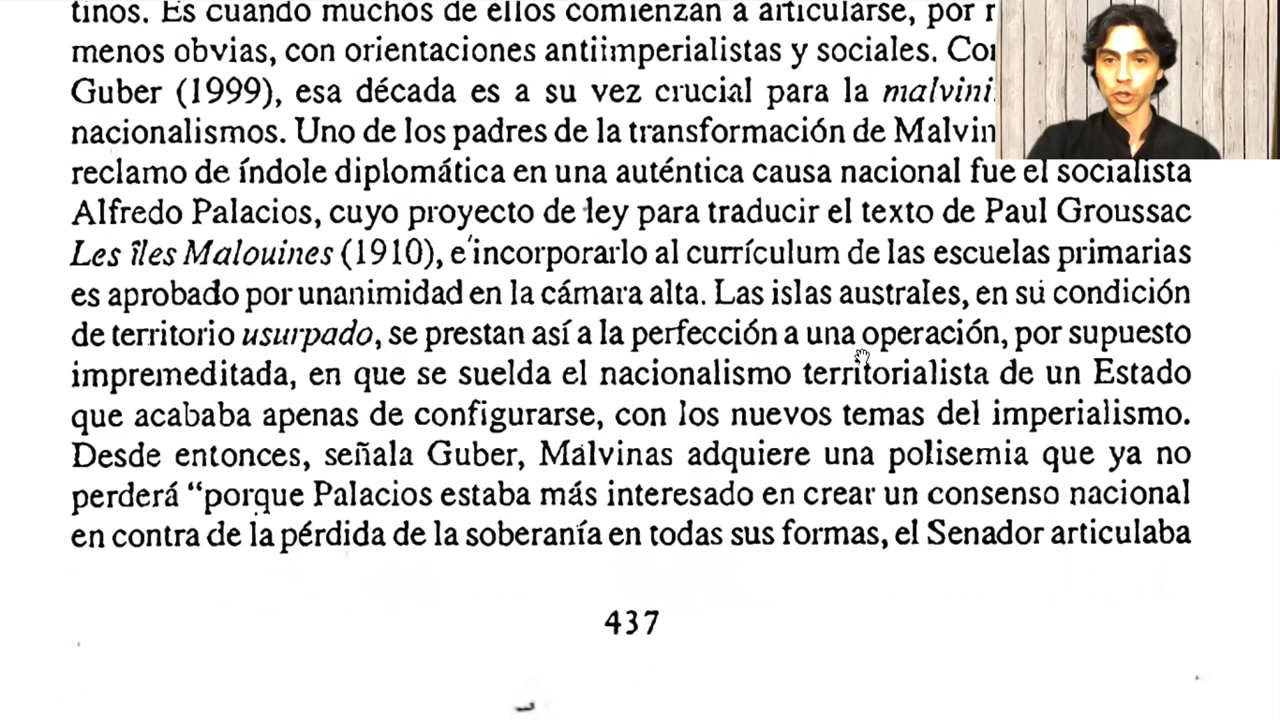 tinos. Es cuando muchos de ellos comienzan a articularse, por
menos obvias, con orientaciones antiimperialistas y sociales.
Guber (1999), esa década es a su vez crucial para la
nacionalismos. Uno de los padres de la transformación de
reclamo de índole diplomática en una auténtica causa nacional fue el socialista
Alfredo Palacios, cuyo proyecto de ley para traducir el texto de Paul Groussac
Les îles Malouines (1910), e incorporarlo al currículum de las escuelas primarias
es aprobado por unanimidad en la cámara alta. Las islas australes, en su condición
de territorio usurpado, se prestan así a la perfección a una operación, por supuesto
impremeditada, en que se suelda el nacionalismo territorialista de un Estado
que acababa apenas de configurarse, con los nuevos temas del imperialismo.
Desde entonces, señala Guber, Malvinas adquiere una polisemia que ya no
perderá “porque Palacios estaba más interesado en crear un consenso nacional
en contra de la pérdida de la soberanía en todas sus formas, el Senador articulaba
437